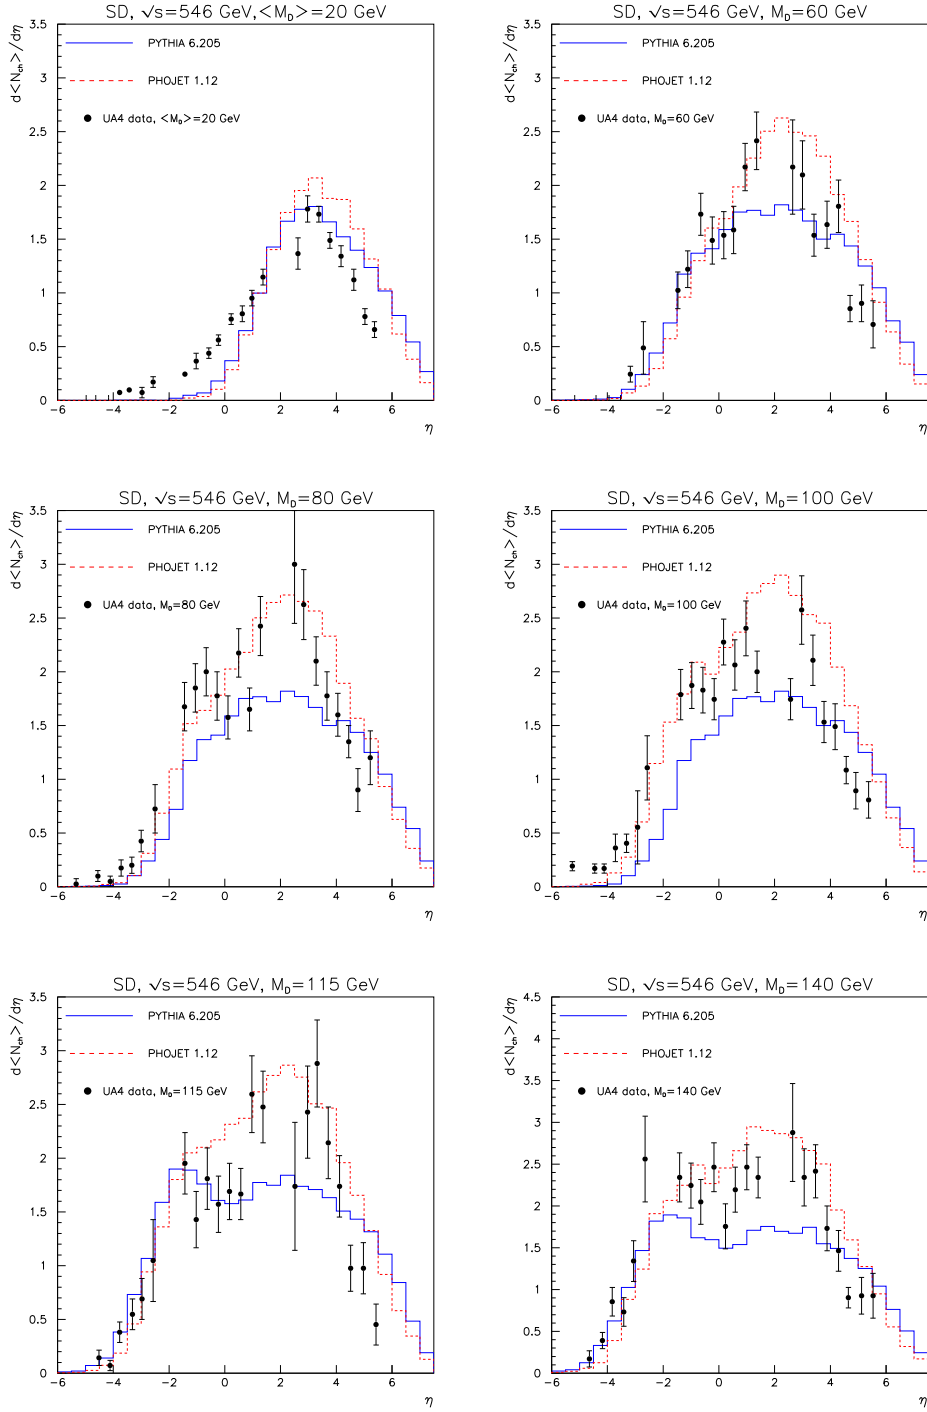 SD, √s=546 GeV,<M_D>=20 GeV
d<N_ch>/dη
PYTHIA 6.205
PHOJET 1.12
UA4 data, <M_D>=20 GeV
3.5
3
2.5
2
1.5
1
0.5
0
-6 -4 -2 0 2 4 6
η
SD, √s=546 GeV, M_D=60 GeV
d<N_ch>/dη
PYTHIA 6.205
PHOJET 1.12
UA4 data, M_D=60 GeV
3.5
3
2.5
2
1.5
1
0.5
0
-6 -4 -2 0 2 4 6
η
SD, √s=546 GeV, M_D=80 GeV
d<N_ch>/dη
PYTHIA 6.205
PHOJET 1.12
UA4 data, M_D=80 GeV
3.5
3
2.5
2
1.5
1
0.5
0
-6 -4 -2 0 2 4 6
η
SD, √s=546 GeV, M_D=100 GeV
d<N_ch>/dη
PYTHIA 6.205
PHOJET 1.12
UA4 data, M_D=100 GeV
3.5
3
2.5
2
1.5
1
0.5
0
-6 -4 -2 0 2 4 6
η
SD, √s=546 GeV, M_D=115 GeV
d<N_ch>/dη
PYTHIA 6.205
PHOJET 1.12
UA4 data, M_D=115 GeV
3.5
3
2.5
2
1.5
1
0.5
0
-6 -4 -2 0 2 4 6
η
SD, √s=546 GeV, M_D=140 GeV
d<N_ch>/dη
PYTHIA 6.205
PHOJET 1.12
UA4 data, M_D=140 GeV
4.5
4
3.5
3
2.5
2
1.5
1
0.5
0
-6 -4 -2 0 2 4 6
η